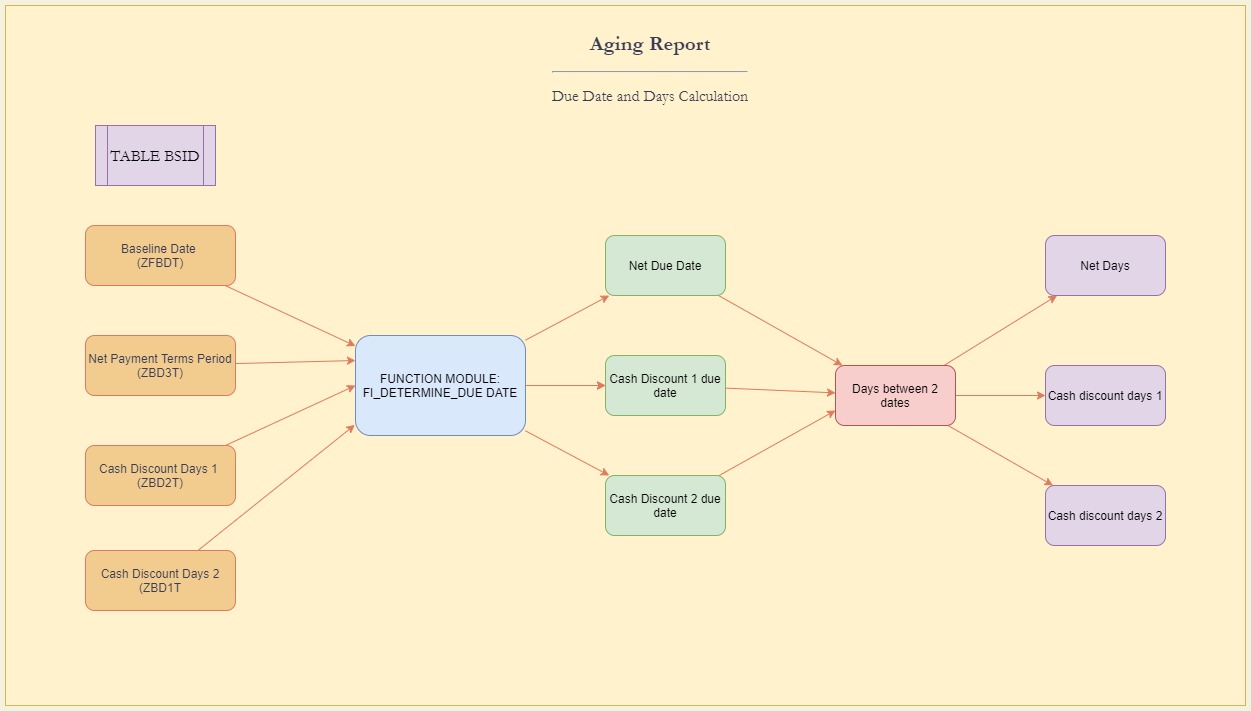 Aging Report
Due Date and Days Calculation
TABLE BSID
Baseline Date
(ZFBDT)
Net Payment Terms Period
(ZBD3T)
Cash Discount Days 1
(ZBD2T)
Cash Discount Days 2
(ZBD1T
FUNCTION MODULE:
FI_DETERMINE_DUE DATE
Net Due Date
Cash Discount 1 due
date
Cash Discount 2 due
date
Days between 2
dates
Net Days
Cash discount days 1
Cash discount days 2